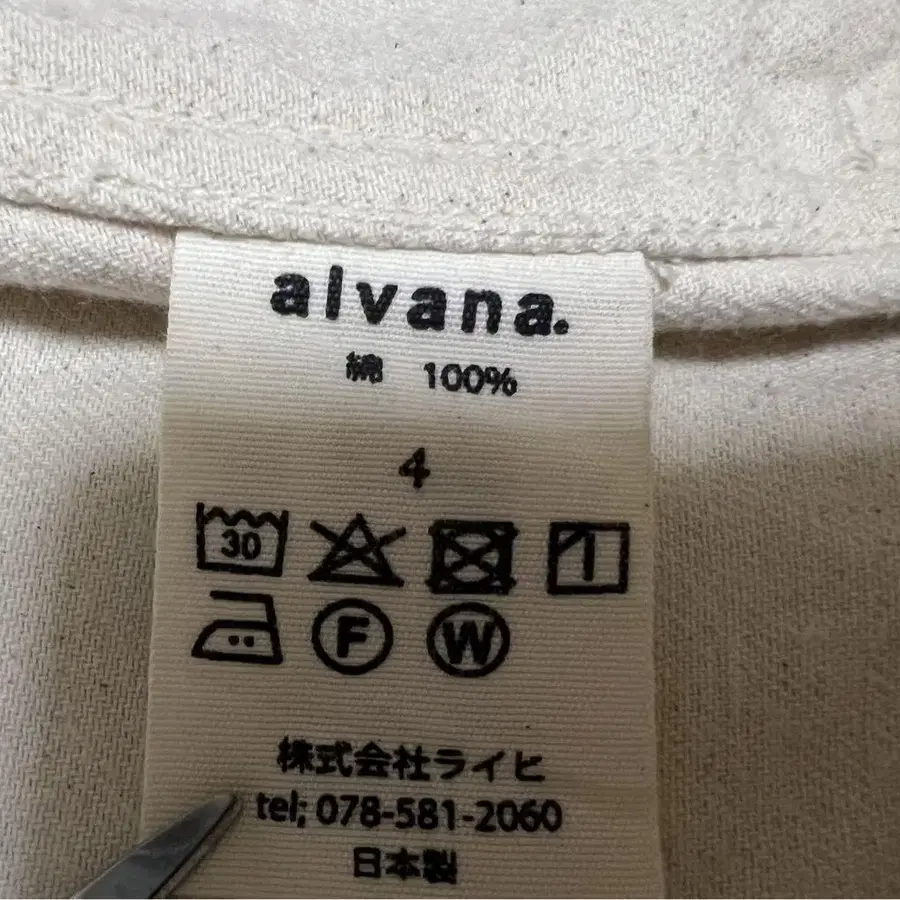 alvana.
綿 100%
4
30
F W
株式会社ライヒ
tel; 078-581-2060
日本製